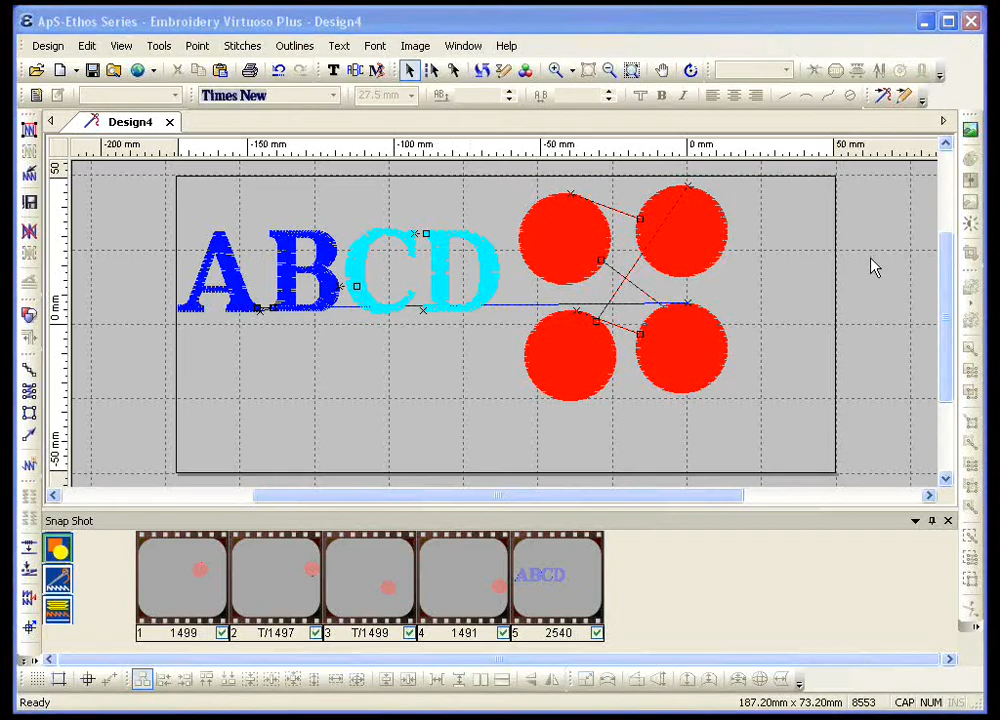 ApS-Ethos Series - Embroidery Virtuoso Plus - Design4
Design Edit View Tools Point Stitches Outlines Text Font Image Window Help
Times New 27.5 mm
Design4
-200 mm -150 mm -100 mm -50 mm 0 mm 50 mm
50
0 mm
-50 mm
ABCD
Snap Shot
ABCD
1 1499 2 T/1497 3 T/1499 4 1491 5 2540
Ready 187.20mm x 73.20mm 8553 CAP NUM INS